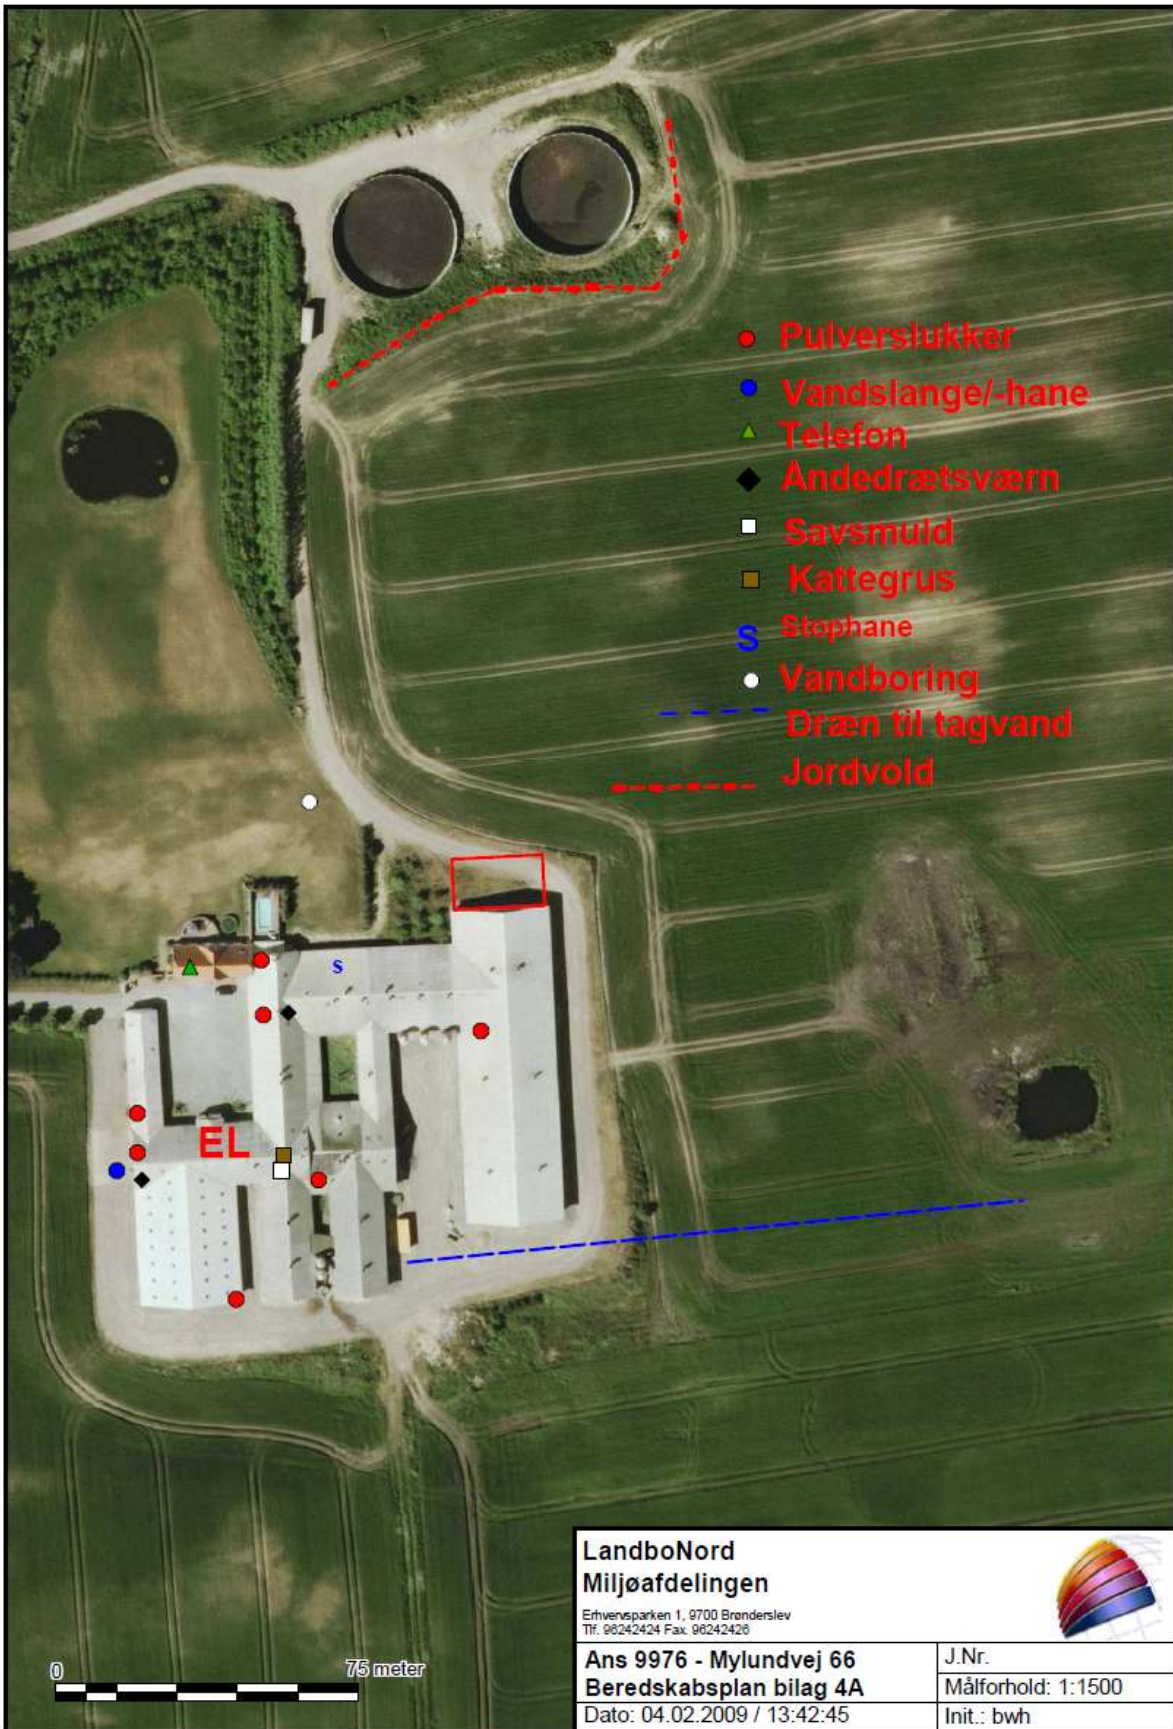 Pulverslukker
Vandslange/-hane
Telefon
Åndedrætsværn
Savsmuld
Kattegrus
S Stophane
Vandboring
Dræn til tagvand
Jordvold
S
EL
0 75 meter
LandboNord
Miljøafdelingen
Erhvervsparken 1, 9700 Brønderslev
Tlf. 96242424 Fax. 96242426
Ans 9976 - Mylundvej 66
Beredskabsplan bilag 4A
Dato: 04.02.2009 / 13:42:45
J.Nr.
Målforhold: 1:1500
Init.: bwh